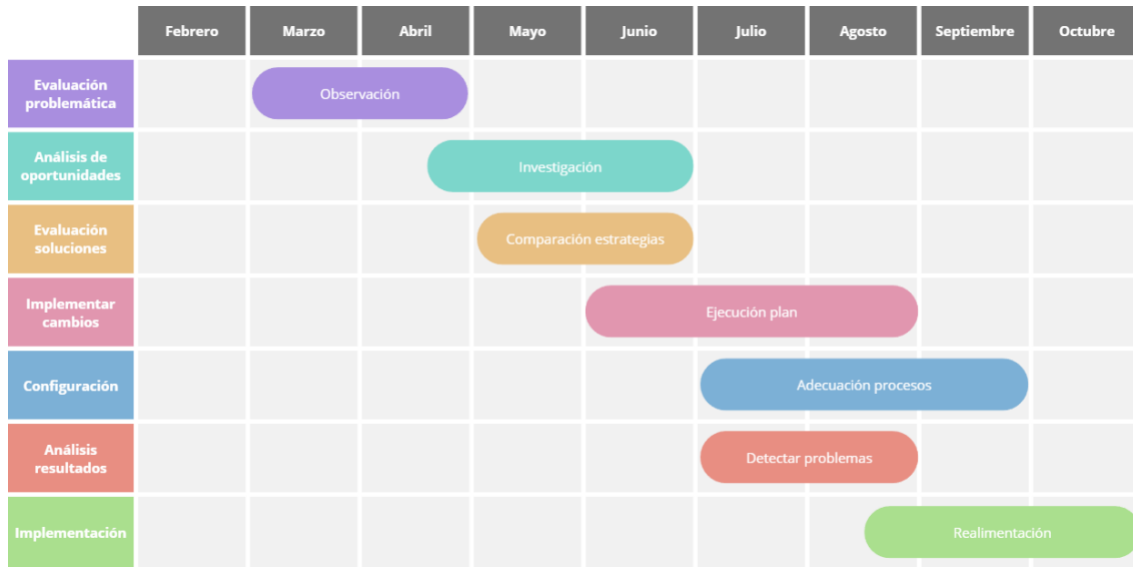 Febrero Marzo Abril Mayo Junio Julio Agosto Septiembre Octubre
Evaluación
problemática
Observación
Análisis de
oportunidades
Investigación
Evaluación
soluciones
Comparación estrategias
Implementar
cambios
Ejecución plan
Configuración
Adecuación procesos
Análisis
resultados
Detectar problemas
Implementación
Realimentación